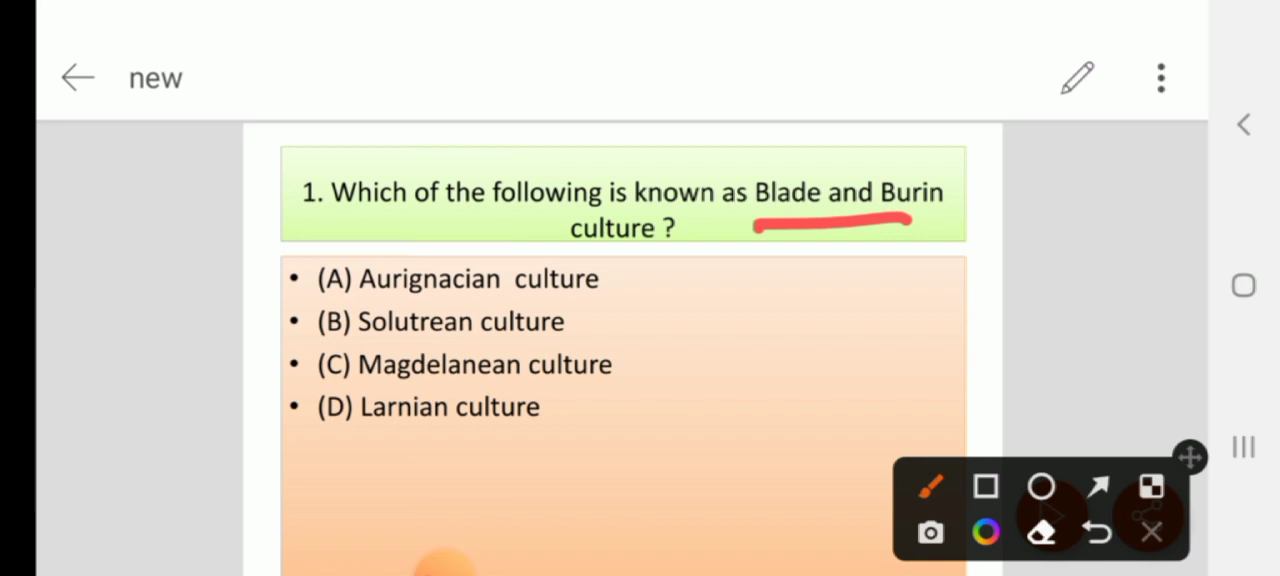 new
1. Which of the following is known as Blade and Burin
culture ?
• (A) Aurignacian culture
• (B) Solutrean culture
• (C) Magdelanean culture
• (D) Larnian culture